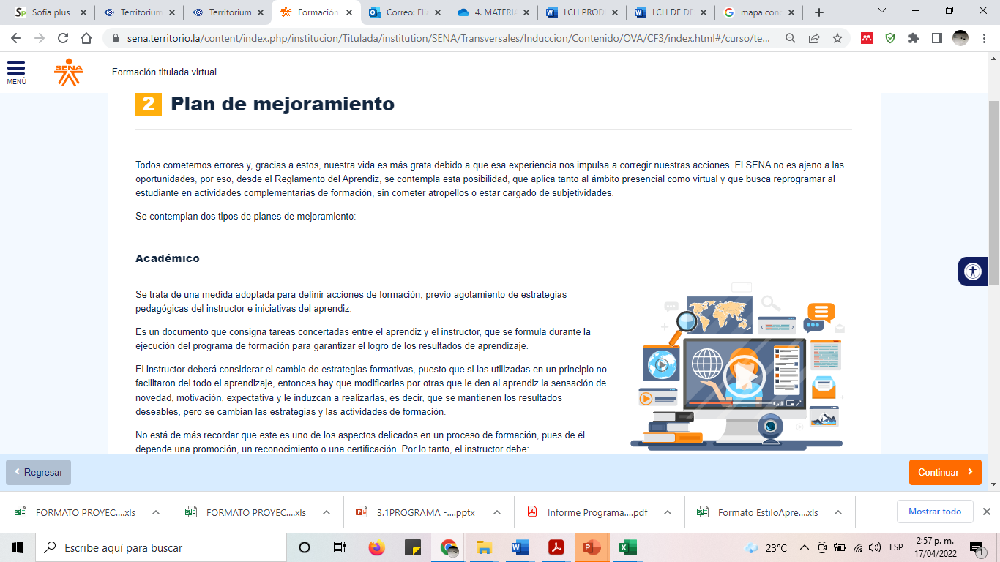 Sofia plus
Territorium
Territorium
Formación
Correo: Elia
4. MATERIA
LCH PROD
LCH DE DE
mapa conc
sena.territorio.la/content/index.php/institucion/Titulada/institution/SENA/Transversales/Induccion/Contenido/OVA/CF3/index.html#/curso/te...
MENÚ
SENA
Formación titulada virtual
2 Plan de mejoramiento
Todos cometemos errores y, gracias a estos, nuestra vida es más grata debido a que esa experiencia nos impulsa a corregir nuestras acciones. El SENA no es ajeno a las
oportunidades, por eso, desde el Reglamento del Aprendiz, se contempla esta posibilidad, que aplica tanto al ámbito presencial como virtual y que busca reprogramar al
estudiante en actividades complementarias de formación, sin cometer atropellos o estar cargado de subjetividades.
Se contemplan dos tipos de planes de mejoramiento:
Académico
Se trata de una medida adoptada para definir acciones de formación, previo agotamiento de estrategias
pedagógicas del instructor e iniciativas del aprendiz.
Es un documento que consigna tareas concertadas entre el aprendiz y el instructor, que se formula durante la
ejecución del programa de formación para garantizar el logro de los resultados de aprendizaje.
El instructor deberá considerar el cambio de estrategias formativas, puesto que si las utilizadas en un principio no
facilitaron del todo el aprendizaje, entonces hay que modificarlas por otras que le den al aprendiz la sensación de
novedad, motivación, expectativa y le induzcan a realizarlas, es decir, que se mantienen los resultados
deseables, pero se cambian las estrategias y las actividades de formación.
No está de más recordar que este es uno de los aspectos delicados en un proceso de formación, pues de él
depende una promoción, un reconocimiento o una certificación. Por lo tanto, el instructor debe:
Regresar
Continuar
FORMATO PROYEC....xls
FORMATO PROYEC....xls
3.1PROGRAMA -....pptx
Informe Programa....pdf
Formato EstiloApre....xls
Mostrar todo
Escribe aquí para buscar
23°C
ESP
2:57 p. m.
17/04/2022
1